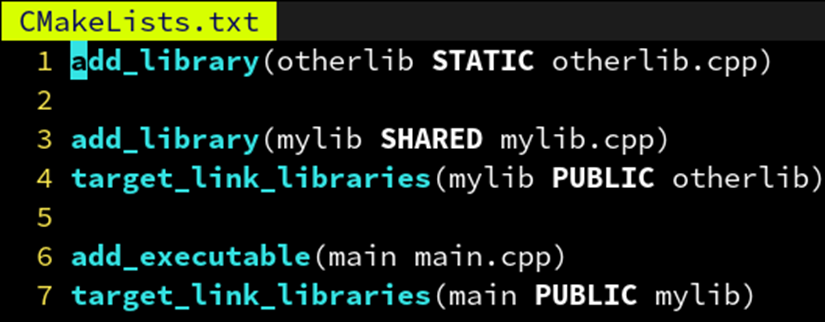 CMakeLists.txt
1 add_library(otherlib STATIC otherlib.cpp)
2
3 add_library(mylib SHARED mylib.cpp)
4 target_link_libraries(mylib PUBLIC otherlib)
5
6 add_executable(main main.cpp)
7 target_link_libraries(main PUBLIC mylib)